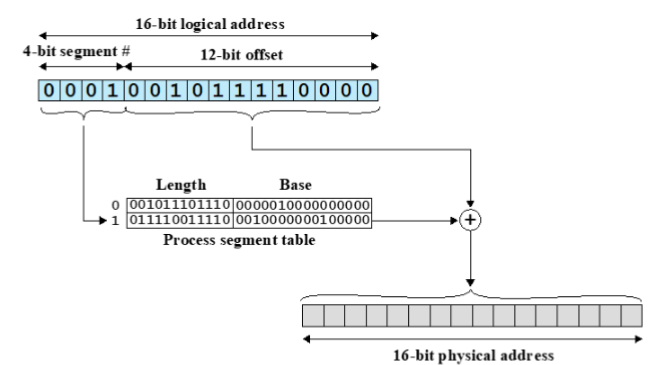 16-bit logical address
4-bit segment #
12-bit offset
0 0 0 1 0 0 1 0 1 1 1 1 0 0 0 0
Length Base
0 001011101110 0000010000000000
1 011110011110 0010000000100000
Process segment table
+
16-bit physical address